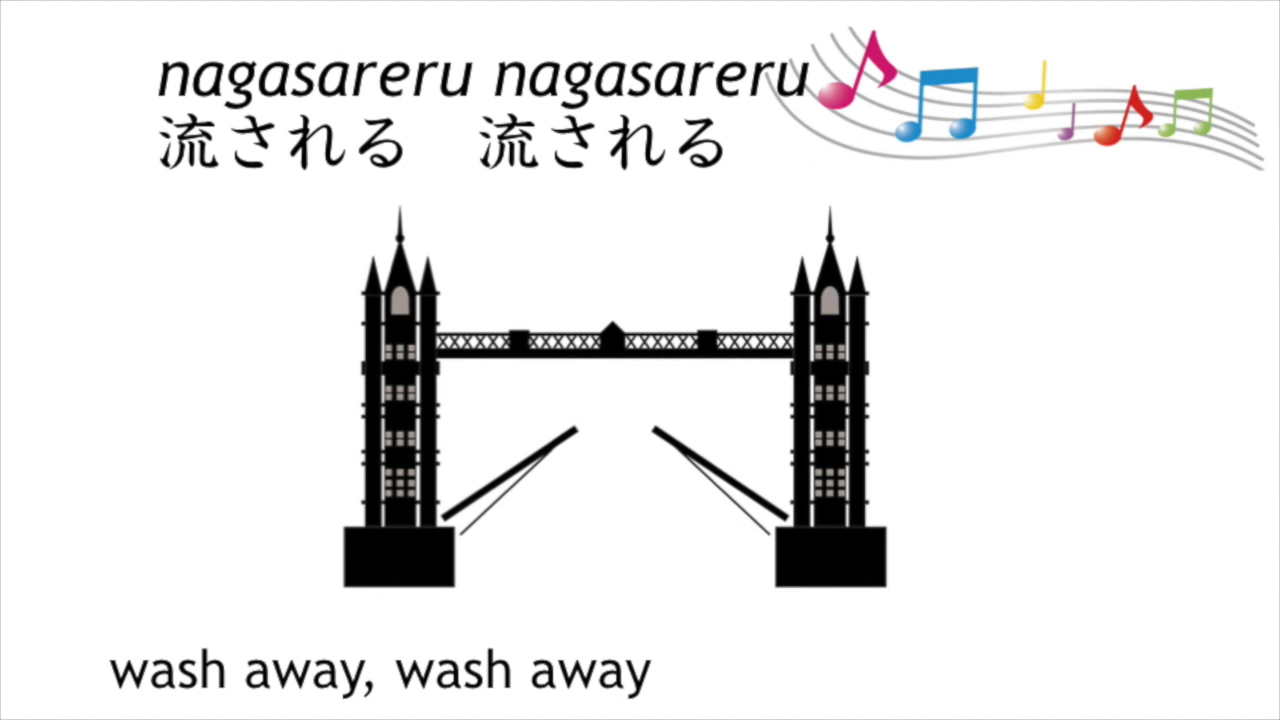 nagasareru nagasareru
流される　流される
wash away, wash away